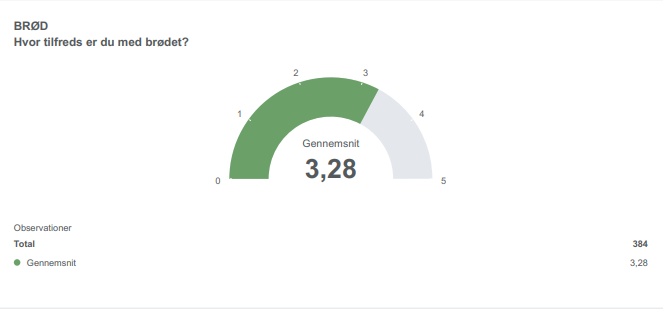 BRØD
Hvor tilfreds er du med brødet?
0
1
2
3
4
5
Gennemsnit
3,28
Observationer
Total 384
Gennemsnit 3,28